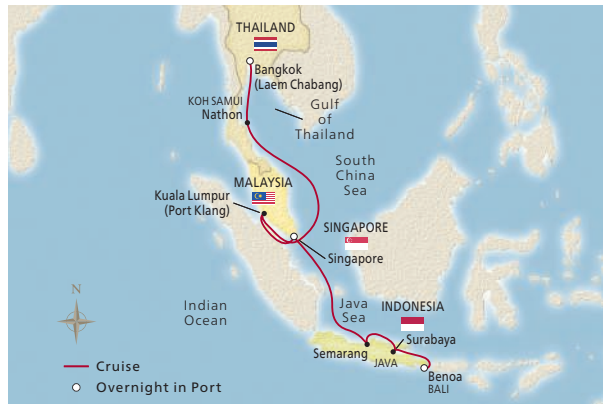 THAILAND
Bangkok
(Laem Chabang)
KOH SAMUI
Nathon
Gulf
of
Thailand
South
China
Sea
MALAYSIA
Kuala Lumpur
(Port Klang)
SINGAPORE
Singapore
N
Indian
Ocean
Java
Sea
INDONESIA
Surabaya
Semarang
JAVA
Benoa
BALI
Cruise
Overnight in Port